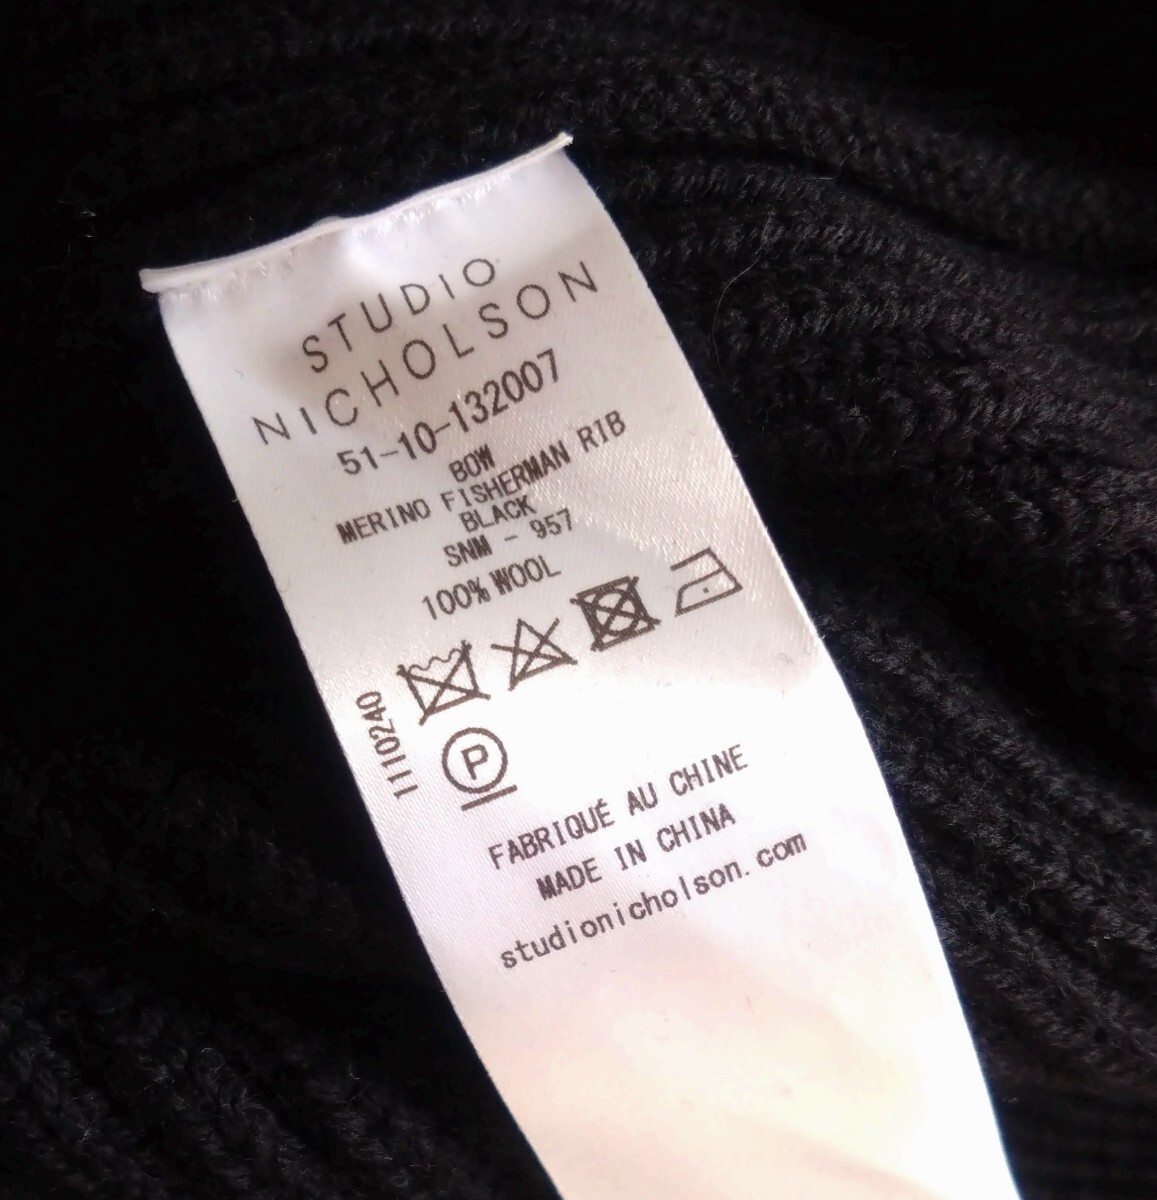 STUDIO
NICHOLSON
51-10-132007
BOW
MERINO FISHERMAN RIB
BLACK
SNM - 957
100% WOOL
1110240
P
FABRIQUÉ AU CHINE
MADE IN CHINA
studionicholson.com